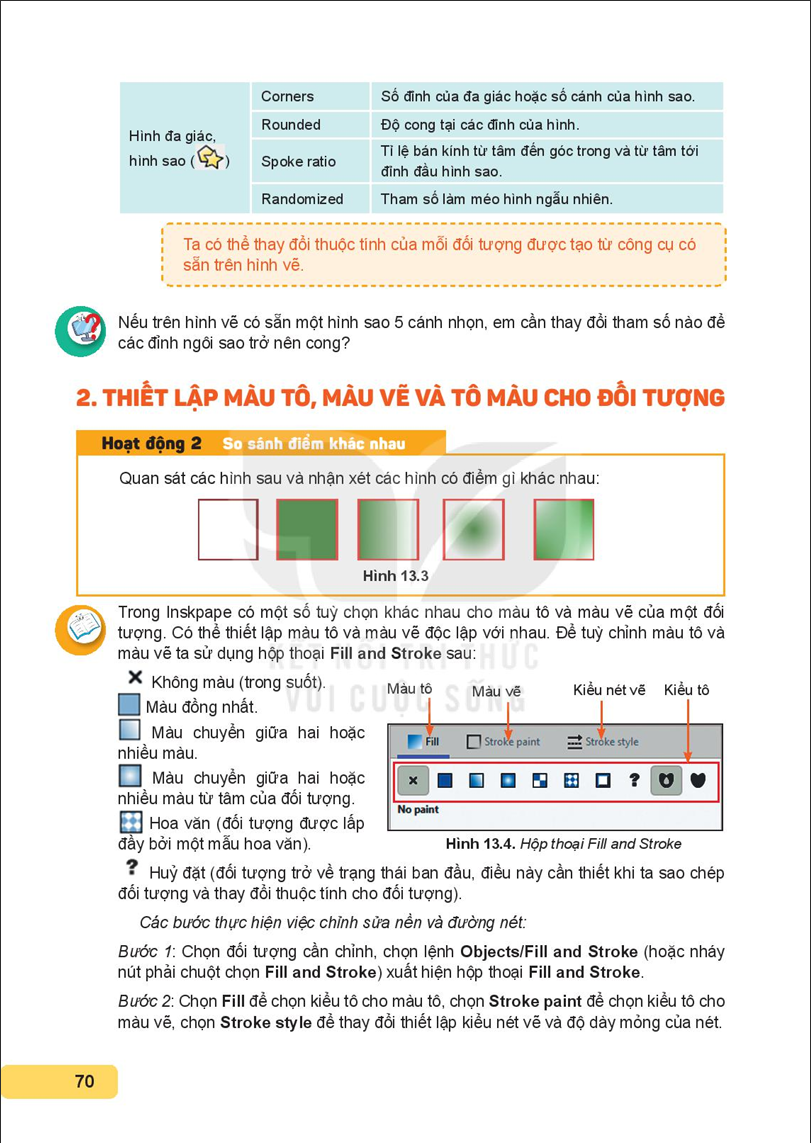 Hình đa giác,
hình sao ( )
Corners
Số đỉnh của đa giác hoặc số cánh của hình sao.
Rounded
Độ cong tại các đỉnh của hình.
Spoke ratio
Tỉ lệ bán kính từ tâm đến góc trong và từ tâm tới
đỉnh đầu hình sao.
Randomized
Tham số làm méo hình ngẫu nhiên.
Ta có thể thay đổi thuộc tính của mỗi đối tượng được tạo từ công cụ có
sẵn trên hình vẽ.
Nếu trên hình vẽ có sẵn một hình sao 5 cánh nhọn, em cần thay đổi tham số nào để
các đỉnh ngôi sao trở nên cong?
2. THIẾT LẬP MÀU TÔ, MÀU VẼ VÀ TÔ MÀU CHO ĐỐI TƯỢNG
Hoạt động 2 So sánh điểm khác nhau
Quan sát các hình sau và nhận xét các hình có điểm gì khác nhau:
Hình 13.3
Trong Inskpape có một số tuỳ chọn khác nhau cho màu tô và màu vẽ của một đối
tượng. Có thể thiết lập màu tô và màu vẽ độc lập với nhau. Để tuỳ chỉnh màu tô và
màu vẽ ta sử dụng hộp thoại Fill and Stroke sau:
KẾT NỐI TRI THỨC
VỚI CUỘC SỐNG
Không màu (trong suốt).
Màu đồng nhất.
Màu chuyển giữa hai hoặc
nhiều màu.
Màu chuyển giữa hai hoặc
nhiều màu từ tâm của đối tượng.
Hoa văn (đối tượng được lấp
đầy bởi một mẫu hoa văn).
Màu tô Màu vẽ Kiểu nét vẽ Kiểu tô
Fill Stroke paint Stroke style
?
No paint
Hình 13.4. Hộp thoại Fill and Stroke
? Huỷ đặt (đối tượng trở về trạng thái ban đầu, điều này cần thiết khi ta sao chép
đối tượng và thay đổi thuộc tính cho đối tượng).
Các bước thực hiện việc chỉnh sửa nền và đường nét:
Bước 1: Chọn đối tượng cần chỉnh, chọn lệnh Objects/Fill and Stroke (hoặc nháy
nút phải chuột chọn Fill and Stroke) xuất hiện hộp thoại Fill and Stroke.
Bước 2: Chọn Fill để chọn kiểu tô cho màu tô, chọn Stroke paint để chọn kiểu tô cho
màu vẽ, chọn Stroke style để thay đổi thiết lập kiểu nét vẽ và độ dày mỏng của nét.
70